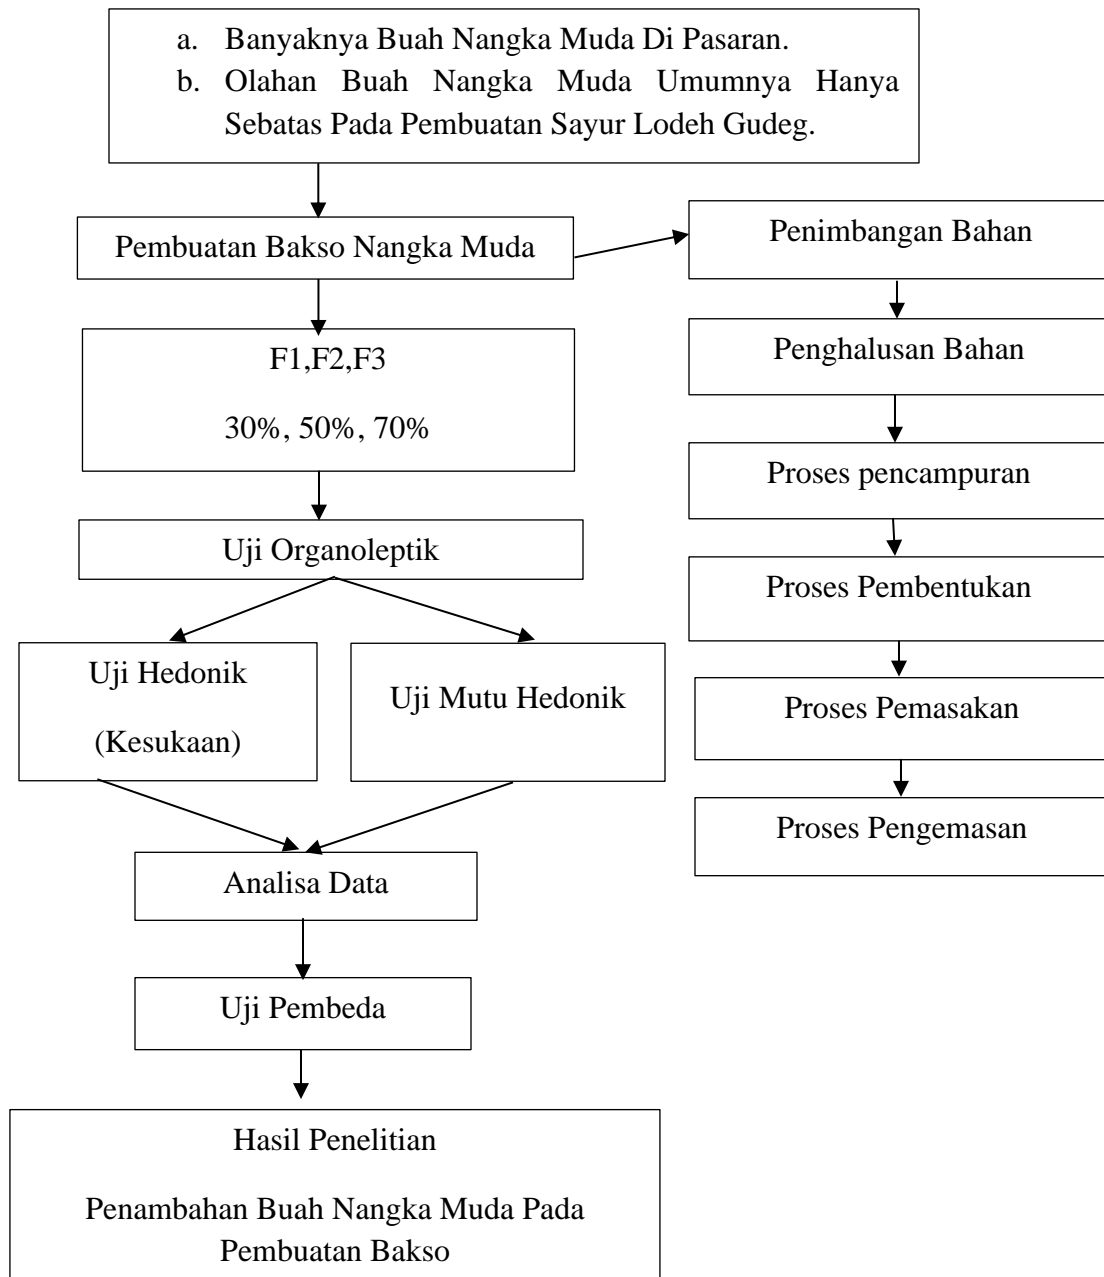 a. Banyaknya Buah Nangka Muda Di Pasaran.
b. Olahan Buah Nangka Muda Umumnya Hanya
Sebatas Pada Pembuatan Sayur Lodeh Gudeg.
Pembuatan Bakso Nangka Muda
F1,F2,F3
30%, 50%, 70%
Uji Organoleptik
Uji Hedonik
(Kesukaan)
Uji Mutu Hedonik
Analisa Data
Uji Pembeda
Hasil Penelitian
Penambahan Buah Nangka Muda Pada
Pembuatan Bakso
Penimbangan Bahan
Penghalusan Bahan
Proses pencampuran
Proses Pembentukan
Proses Pemasakan
Proses Pengemasan